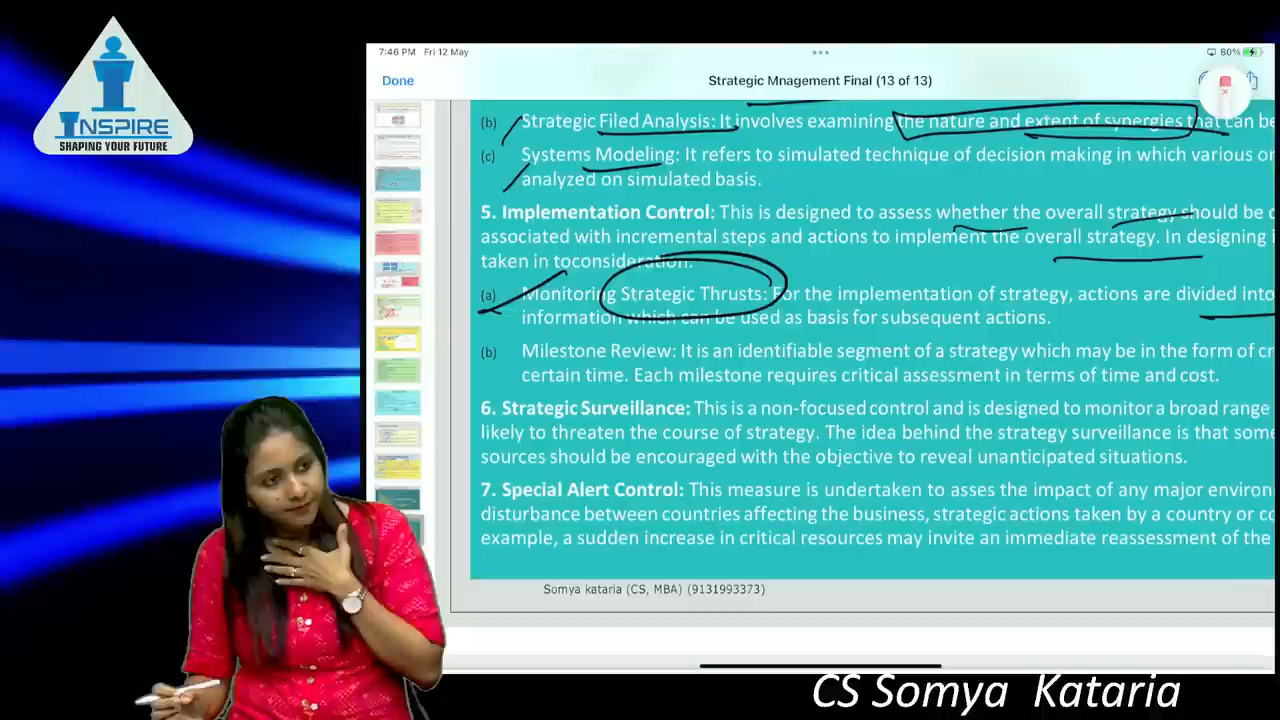 INSPIRE
SHAPING YOUR FUTURE
7:46 PM Fri 12 May
80%
Done
Strategic Mnagement Final (13 of 13)
(b) Strategic Filed Analysis: It involves examining the nature and extent of synergies that can be
(c) Systems Modeling: It refers to simulated technique of decision making in which various or
analyzed on simulated basis.
5. Implementation Control: This is designed to assess whether the overall strategy should be
associated with incremental steps and actions to implement the overall strategy. In designing
taken in toconsideration.
(a) Monitoring Strategic Thrusts: For the implementation of strategy, actions are divided into
information which can be used as basis for subsequent actions.
(b) Milestone Review: It is an identifiable segment of a strategy which may be in the form of
certain time. Each milestone requires critical assessment in terms of time and cost.
6. Strategic Surveillance: This is a non-focused control and is designed to monitor a broad range
likely to threaten the course of strategy. The idea behind the strategy surveillance is that
sources should be encouraged with the objective to reveal unanticipated situations.
7. Special Alert Control: This measure is undertaken to asses the impact of any major
disturbance between countries affecting the business, strategic actions taken by a country or
example, a sudden increase in critical resources may invite an immediate reassessment of the
Somya kataria (CS, MBA) (9131993373)
CS Somya Kataria